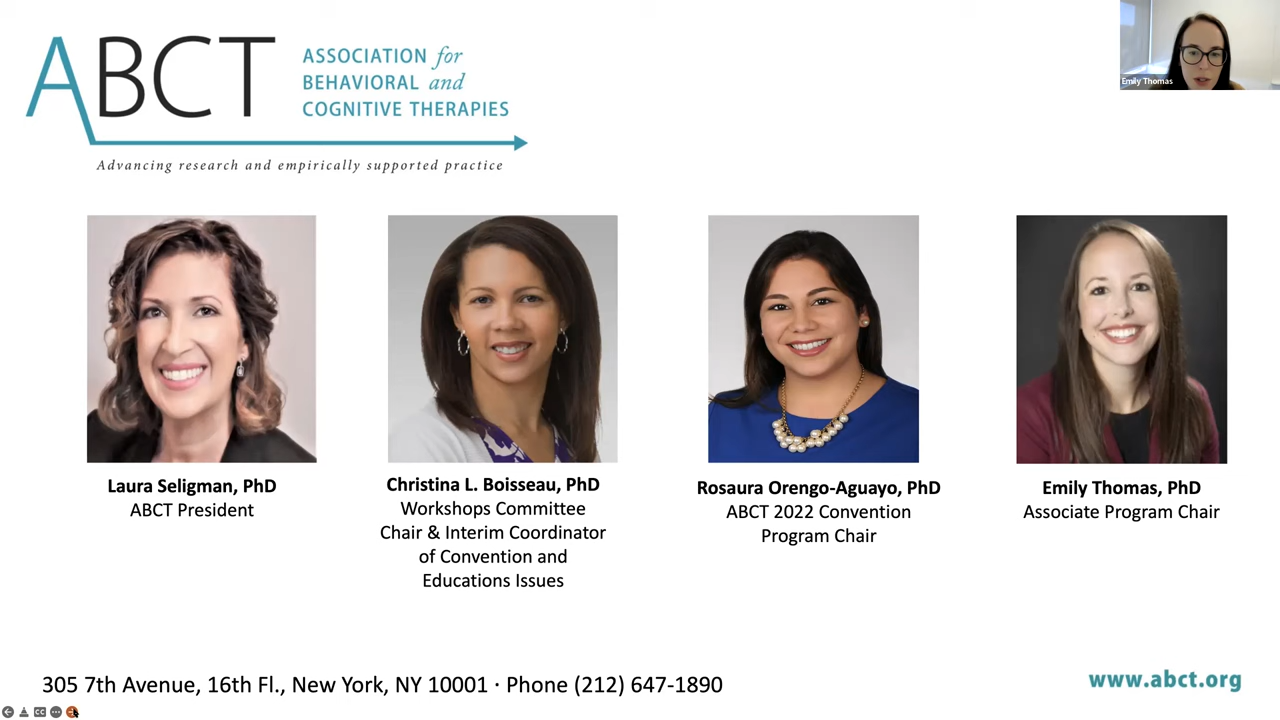 ABCT
ASSOCIATION for
BEHAVIORAL and
COGNITIVE THERAPIES
Advancing research and empirically supported practice
Emily Thomas
Laura Seligman, PhD
ABCT President
Christina L. Boisseau, PhD
Workshops Committee
Chair & Interim Coordinator
of Convention and
Educations Issues
Rosaura Orengo-Aguayo, PhD
ABCT 2022 Convention
Program Chair
Emily Thomas, PhD
Associate Program Chair
305 7th Avenue, 16th Fl., New York, NY 10001 · Phone (212) 647-1890
www.abct.org
CC